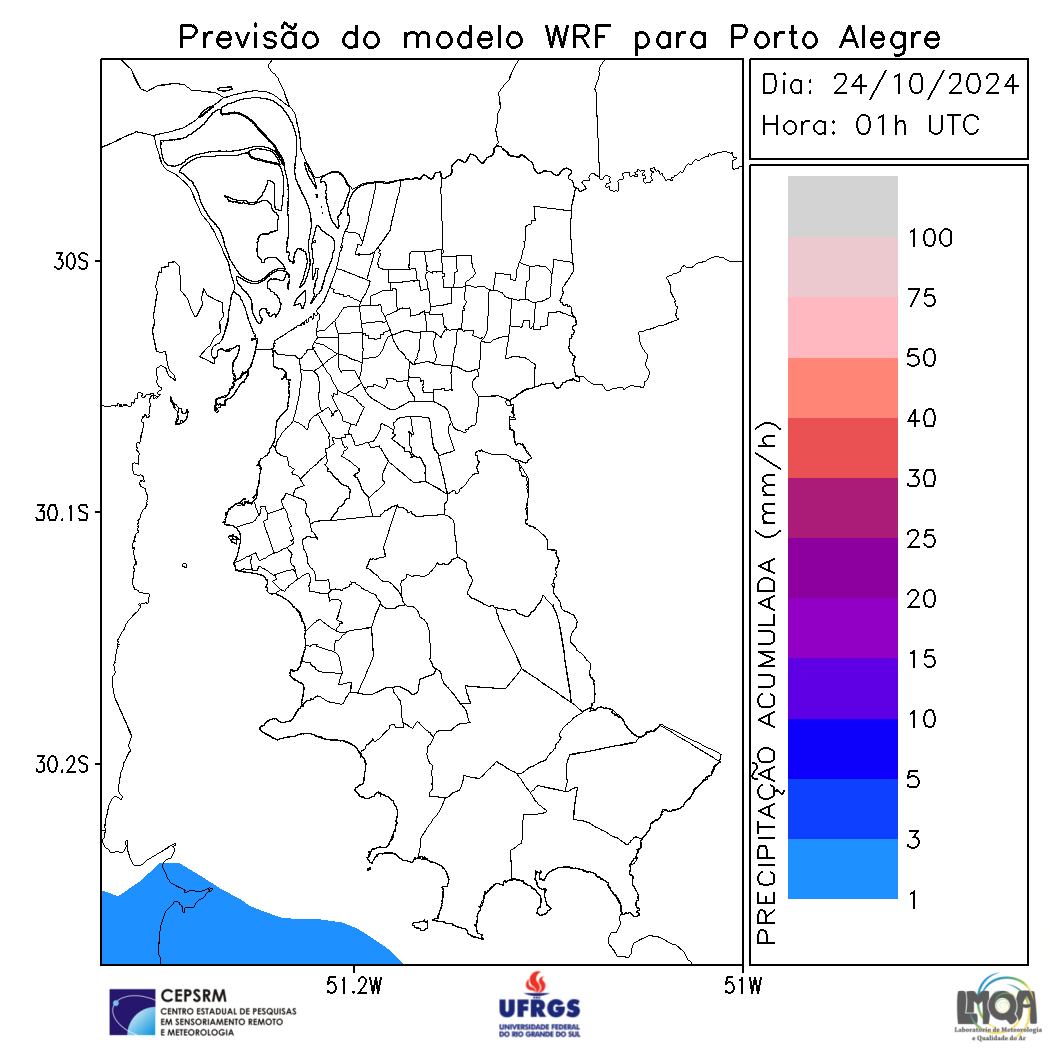 Previsão do modelo WRF para Porto Alegre
Dia: 24/10/2024
Hora: 01h UTC
30S
30.1S
30.2S
51.2W
51W
PRECIPITAÇÃO ACUMULADA (mm/h)
100
75
50
40
30
25
20
15
10
5
3
1
CEPSRM
CENTRO ESTADUAL DE PESQUISAS
EM SENSORIAMENTO REMOTO
E METEOROLOGIA
UFRGS
UNIVERSIDADE FEDERAL
DO RIO GRANDE DO SUL
LMQA
Laboratório de Meteorologia
e Qualidade do Ar